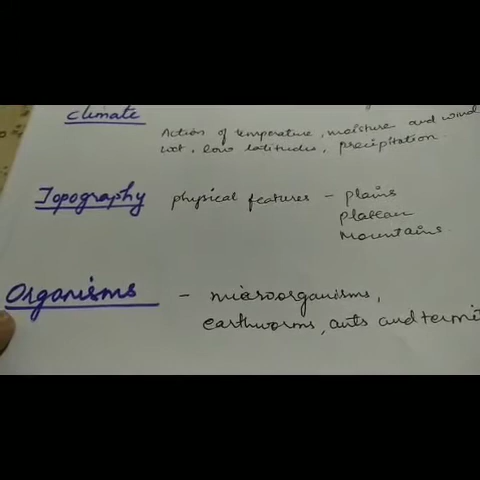 climate
Action of temperature, moisture and wind
wet, low latitudes, precipitation.
Topography physical features - plains
plateau
Mountains.
Organisms - microorganisms,
earthworms, ants and termi